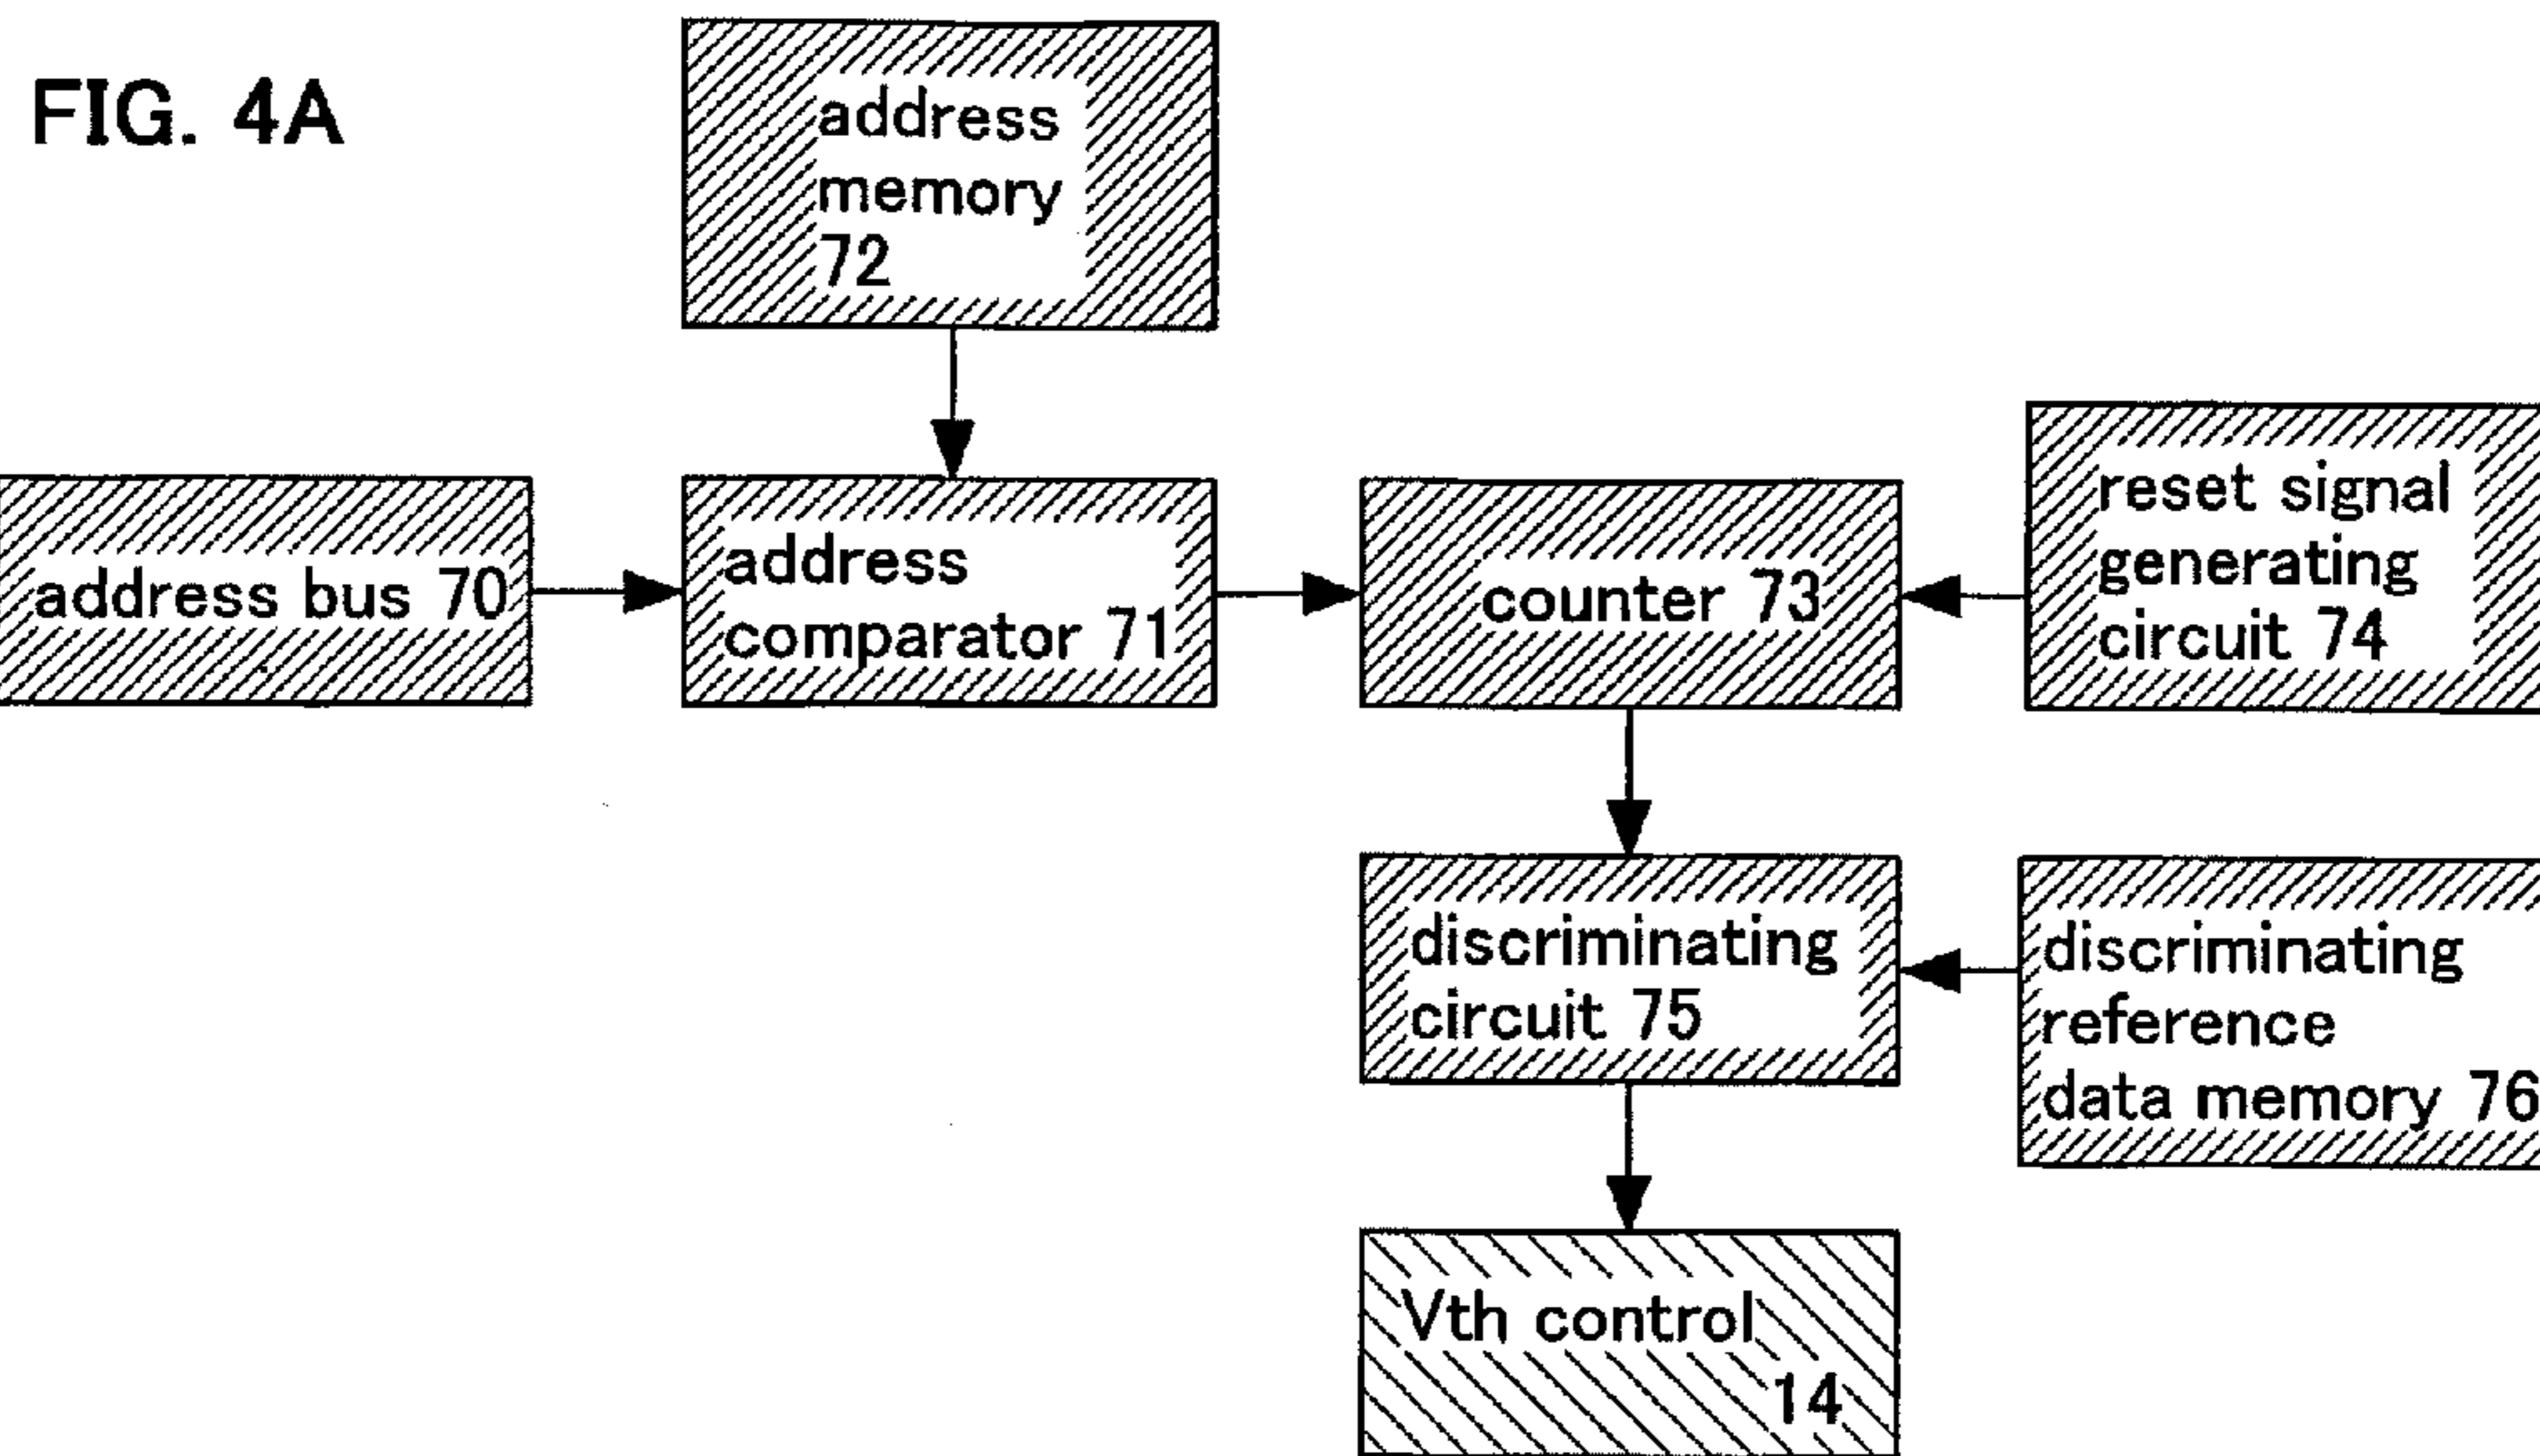 FIG. 4A
address
memory
72
address bus 70
address
comparator 71
counter 73
reset signal
generating
circuit 74
discriminating
circuit 75
discriminating
reference
data memory 76
Vth control
14